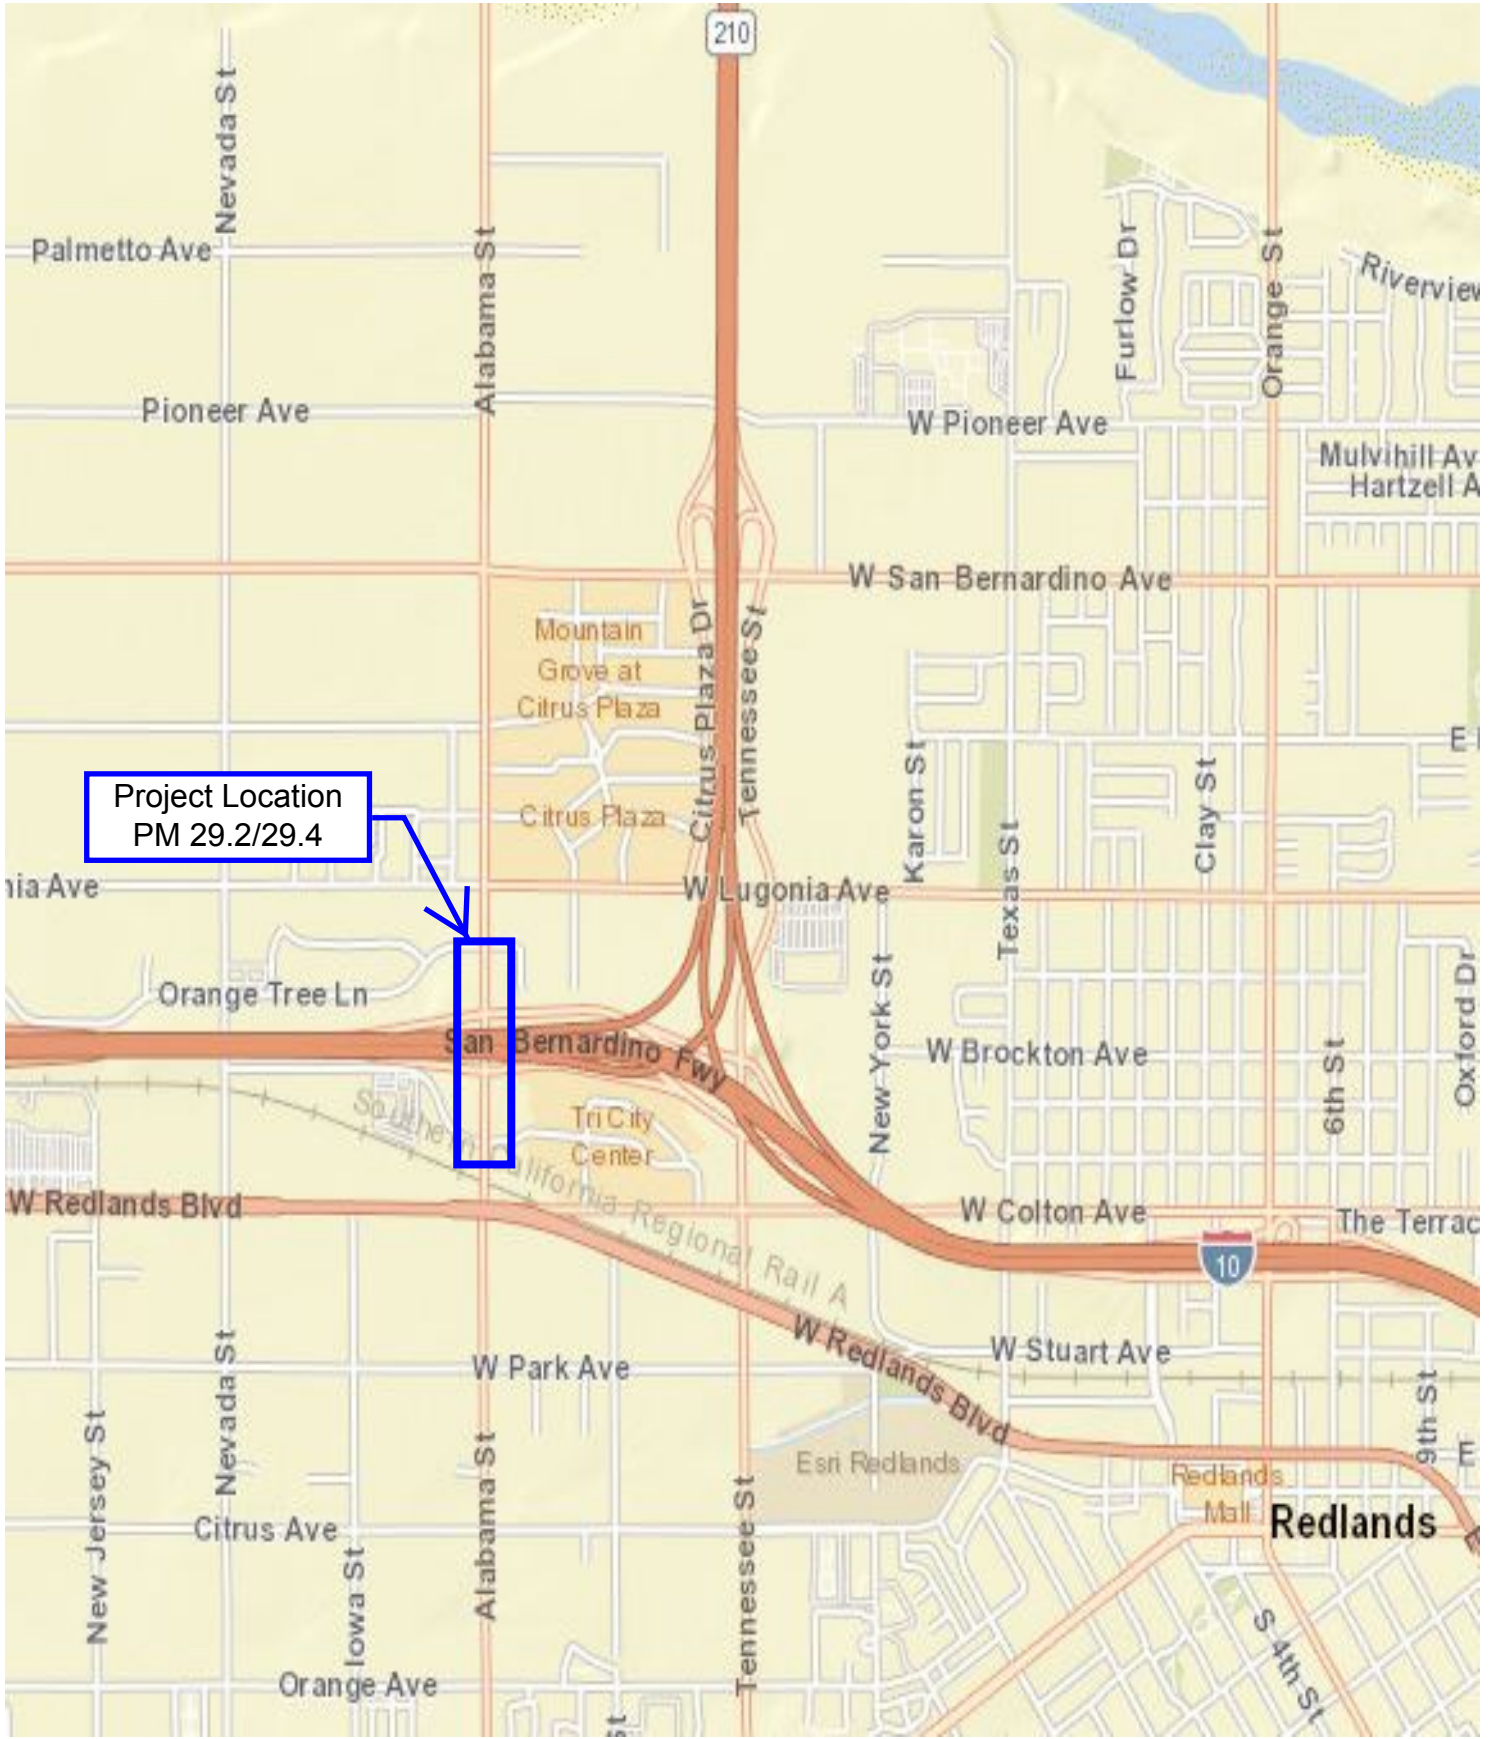 210
Nevada St
Palmetto Ave
Alabama St
Furlow Dr
Orange St
Riverview
Pioneer Ave
W Pioneer Ave
Mulvihill Av
Hartzell A
W San Bernardino Ave
Mountain
Grove at
Citrus Plaza
Citrus Plaza Dr
Tennessee St
Karon St
E
Clay St
Project Location
PM 29.2/29.4
Citrus Plaza
Texas St
nia Ave
W Lugonia Ave
Orange Tree Ln
New York St
Oxford Dr
San Bernardino Fwy
W Brockton Ave
6th St
Southern California Regional Rail A
Tri City
Center
W Redlands Blvd
W Colton Ave
The Terrac
10
W Redlands Blvd
W Stuart Ave
Nevada St
W Park Ave
9th St
New Jersey St
Alabama St
Esri Redlands
E
Redlands
Mall
Redlands
Citrus Ave
Iowa St
Tennessee St
S 4th St
Orange Ave
St